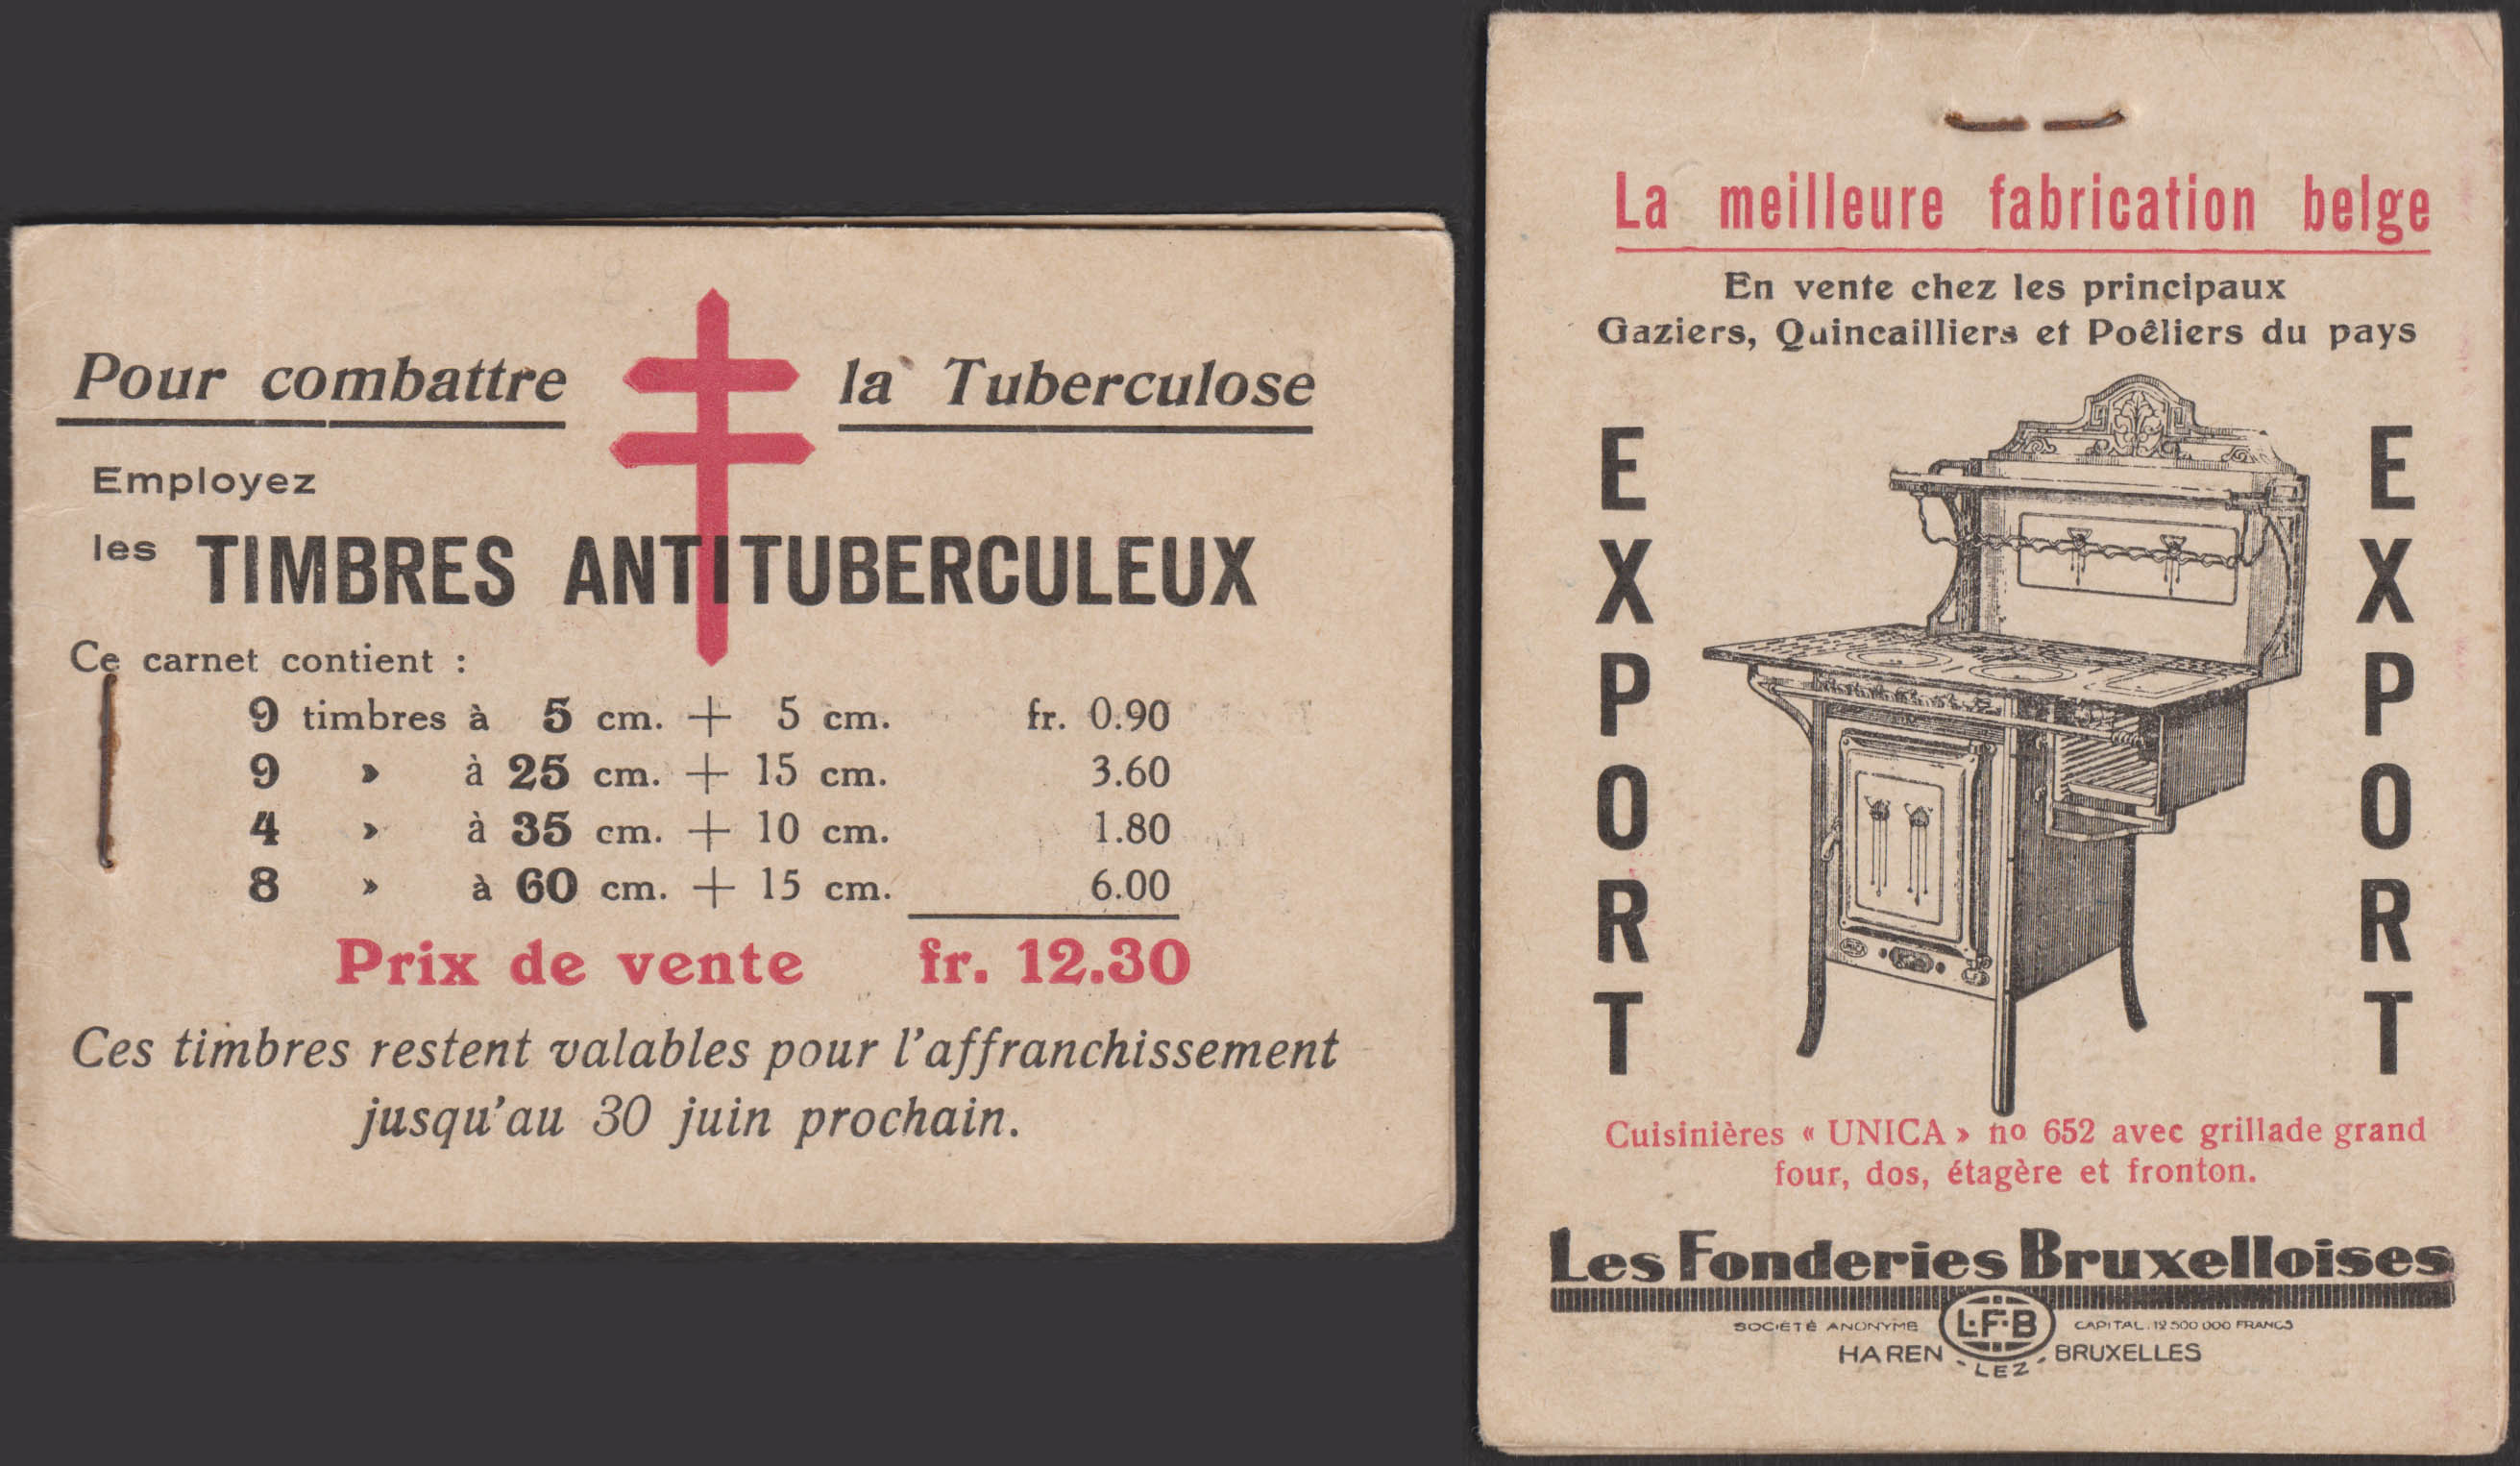 Pour combattre la Tuberculose
Employez
les TIMBRES ANTITUBERCULEUX
Ce carnet contient :
9 timbres à 5 cm. + 5 cm. fr. 0.90
9 » à 25 cm. + 15 cm. 3.60
4 » à 35 cm. + 10 cm. 1.80
8 » à 60 cm. + 15 cm. 6.00
Prix de vente fr. 12.30
Ces timbres restent valables pour l'affranchissement
jusqu'au 30 juin prochain.
La meilleure fabrication belge
En vente chez les principaux
Gaziers, Quincailliers et Poêliers du pays
EXPORT
EXPORT
Cuisinières « UNICA » no 652 avec grillade grand
four, dos, étagère et fronton.
Les Fonderies Bruxelloises
SOCIÉTÉ ANONYME L·F·B CAPITAL. 12 500 000 FRANCS
HAREN - LEZ - BRUXELLES